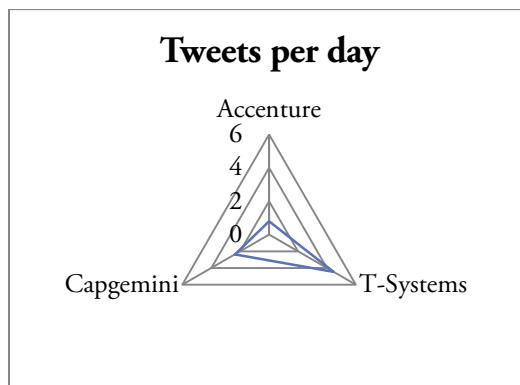 Tweets per day
Accenture
6
4
2
0
Capgemini
T-Systems